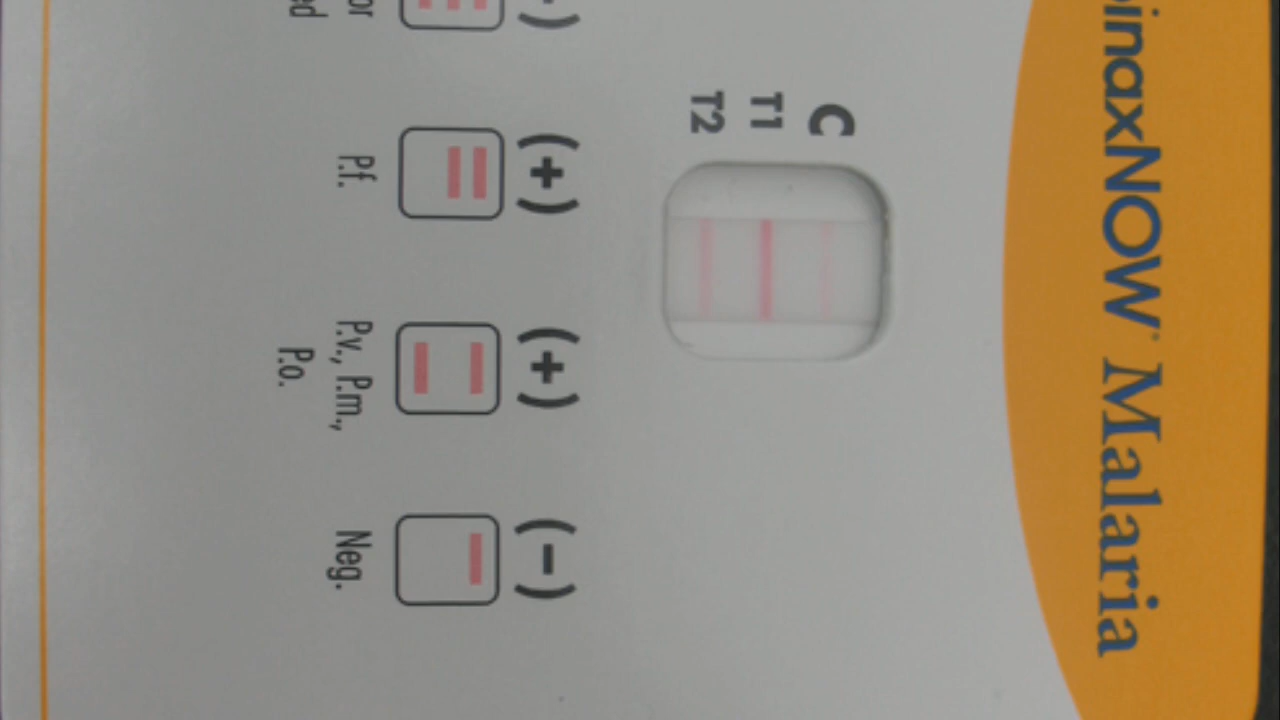 BinaxNOW Malaria
C
T1
T2
(+)
(+)
(-)
P.f.
P.v., P.m.,
P.o.
Neg.